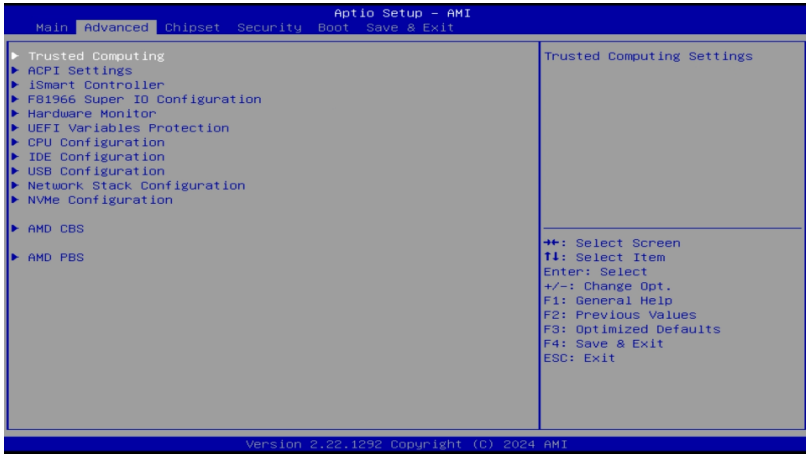 Aptio Setup – AMI
Main Advanced Chipset Security Boot Save & Exit
▶ Trusted Computing
▶ ACPI Settings
▶ iSmart Controller
▶ F81966 Super IO Configuration
▶ Hardware Monitor
▶ UEFI Variables Protection
▶ CPU Configuration
▶ IDE Configuration
▶ USB Configuration
▶ Network Stack Configuration
▶ NVMe Configuration
▶ AMD CBS
▶ AMD PBS
Trusted Computing Settings
→←: Select Screen
↑↓: Select Item
Enter: Select
+/-: Change Opt.
F1: General Help
F2: Previous Values
F3: Optimized Defaults
F4: Save & Exit
ESC: Exit
Version 2.22.1292 Copyright (C) 2024 AMI